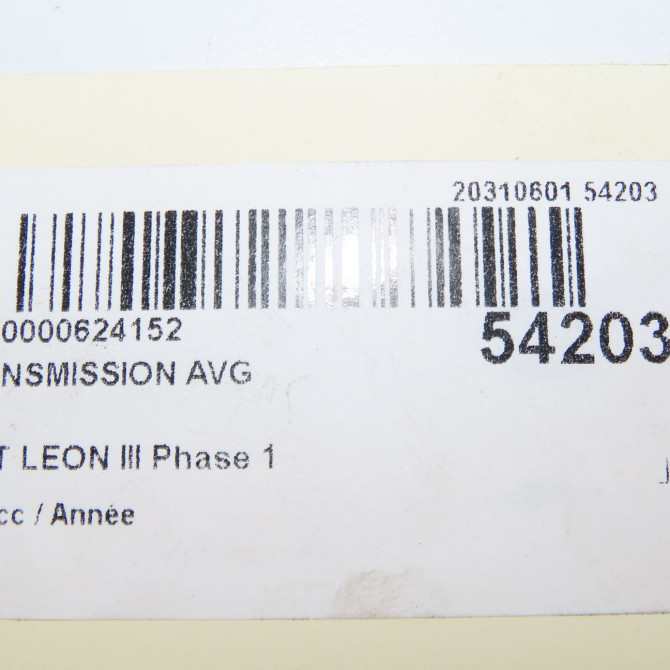 20310601 54203
0000624152
54203
NSMISSION AVG
T LEON III Phase 1
cc / Année